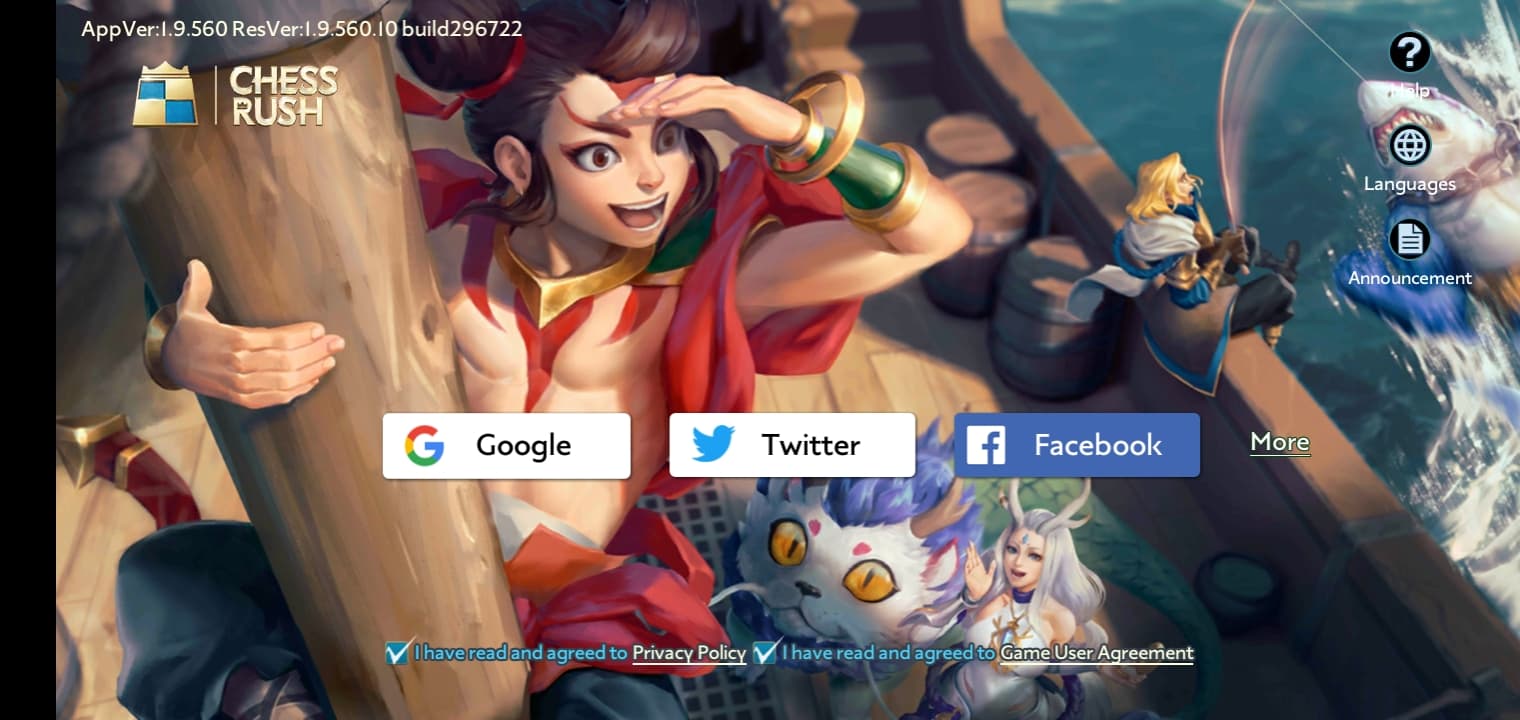 AppVer:1.9.560 ResVer:1.9.560.10 build296722
CHESS
RUSH
Help
Languages
Announcement
Google
Twitter
Facebook
More
I have read and agreed to Privacy Policy
I have read and agreed to Game User Agreement